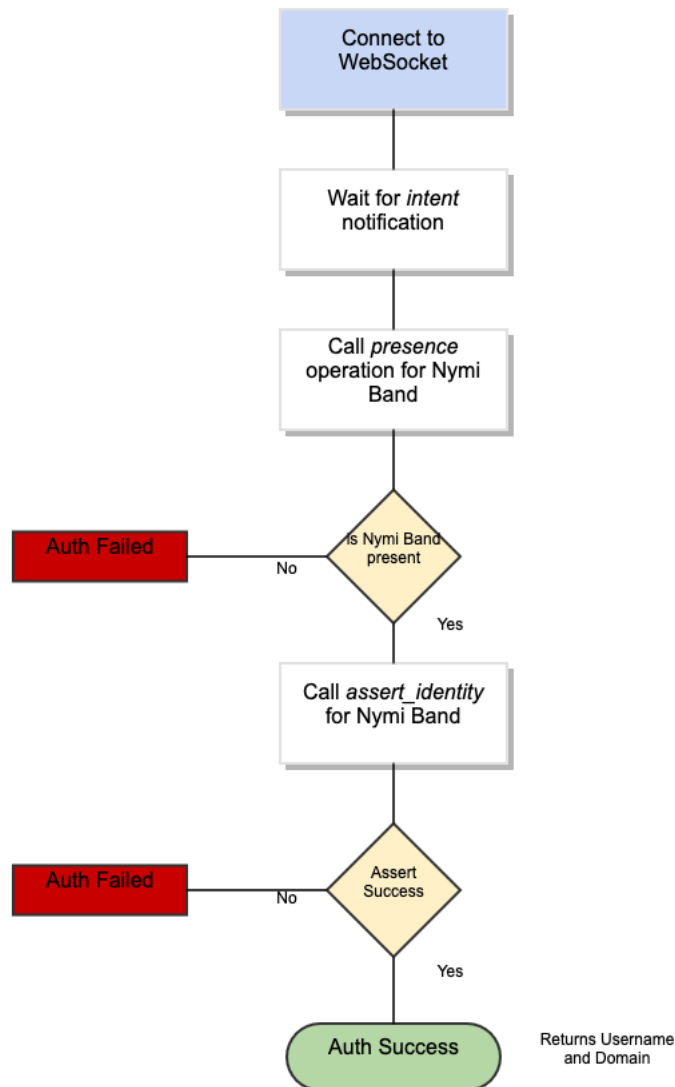 Connect to
WebSocket
Wait for intent
notification
Call presence
operation for Nymi
Band
Is Nymi Band
present
Auth Failed
No
Yes
Call assert_identity
for Nymi Band
Assert
Success
Auth Failed
No
Yes
Auth Success
Returns Username
and Domain